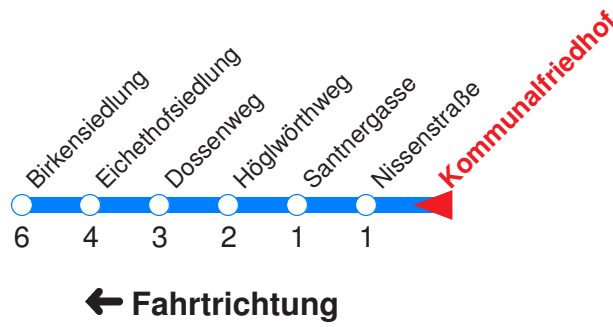 Birkensiedlung
Eichethofsiedlung
Dossenweg
Höglwörthweg
Santnergasse
Nissenstraße
Kommunalfriedhof
6 4 3 2 1 1
Fahrtrichtung